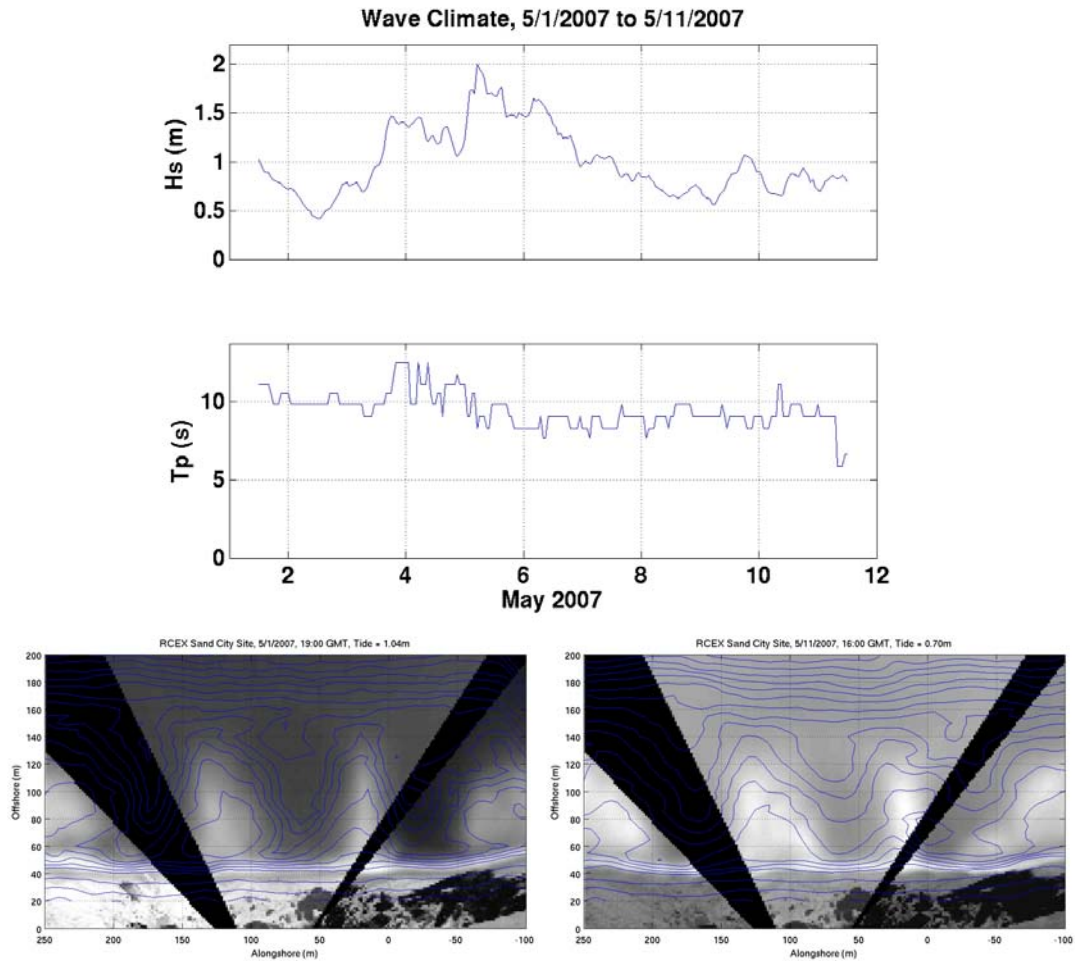 Wave Climate, 5/1/2007 to 5/11/2007
2
1.5
1
0.5
0
Hs (m)
10
5
0
Tp (s)
2 4 6 8 10 12
May 2007
RCEX Sand City Site, 5/1/2007, 19:00 GMT, Tide = 1.04m
200
180
160
140
120
100
80
60
40
20
0
Offshore (m)
250 200 150 100 50 0 -50 -100
Alongshore (m)
RCEX Sand City Site, 5/11/2007, 16:00 GMT, Tide = 0.70m
200
180
160
140
120
100
80
60
40
20
0
Offshore (m)
250 200 150 100 50 0 -50 -100
Alongshore (m)